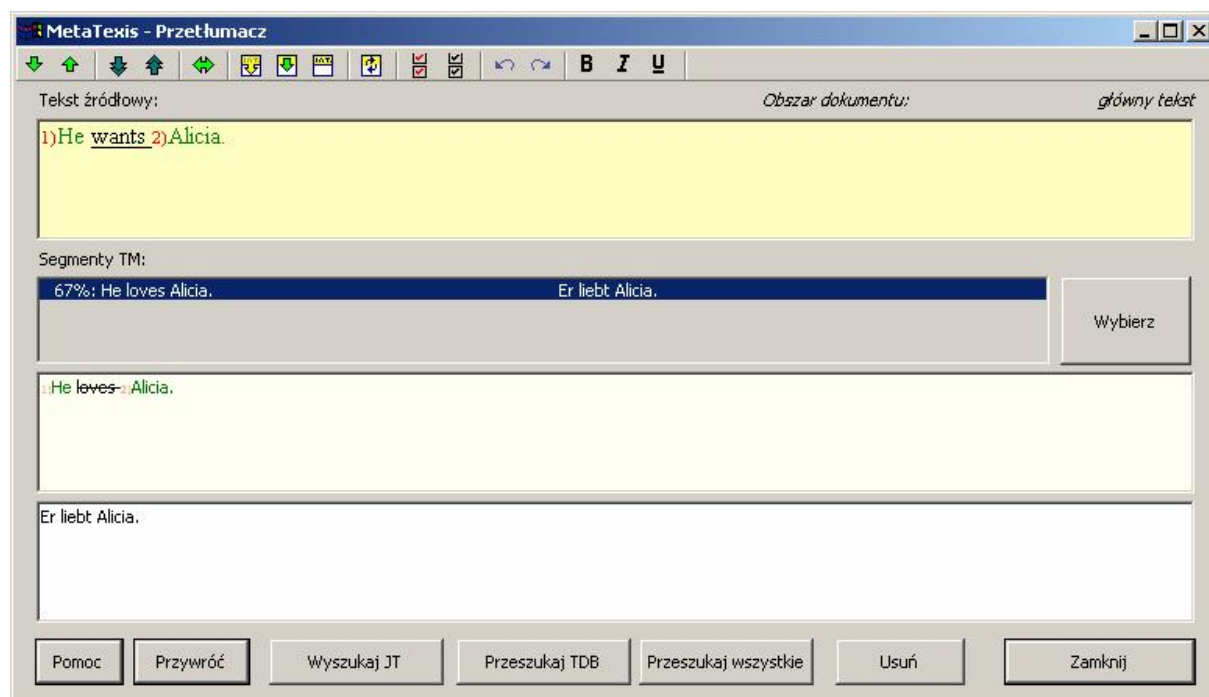 MetaTexis - Przetłumacz
B I U
Tekst źródłowy: Obszar dokumentu: główny tekst
1)He wants 2)Alicia.
Segmenty TM:
67%: He loves Alicia. Er liebt Alicia.
Wybierz
1)He loves 2)Alicia.
Er liebt Alicia.
Pomoc Przywróć Wyszukaj JT Przeszukaj TDB Przeszukaj wszystkie Usuń Zamknij